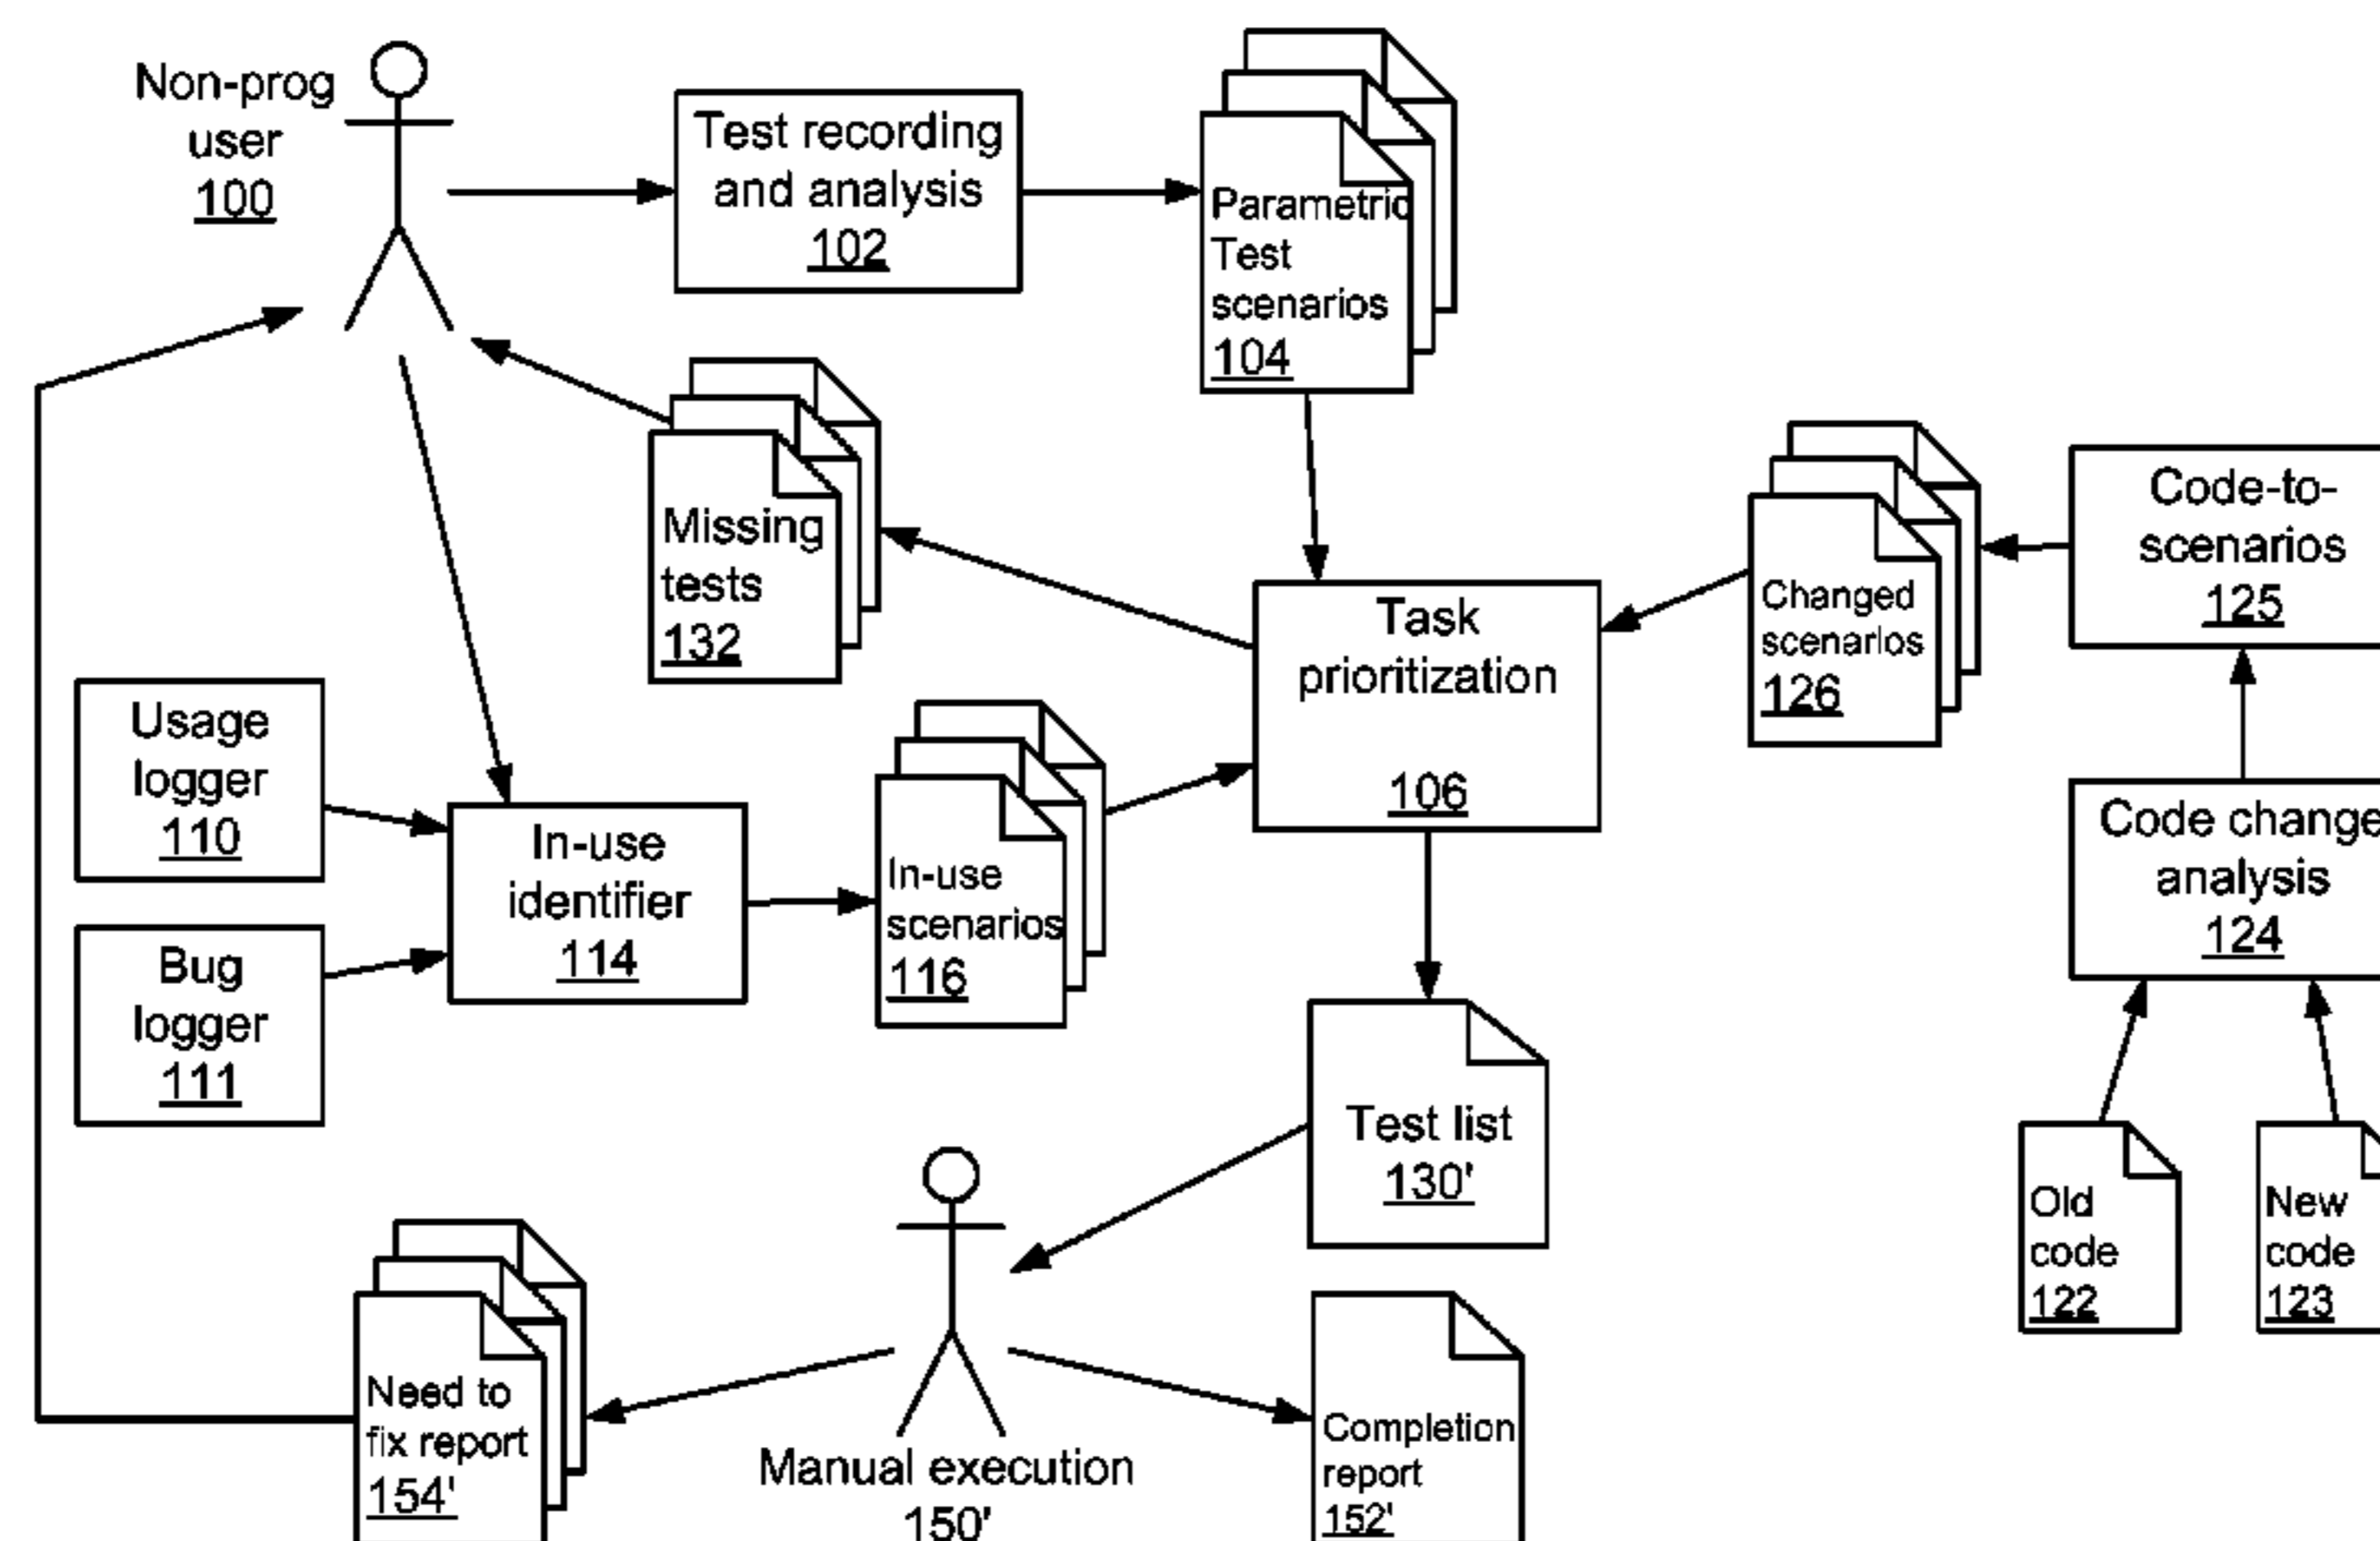 Non-prog
user
100
Test recording
and analysis
102
Parametric
Test
scenarios
104
Missing
tests
132
Task
prioritization
106
Changed
scenarios
126
Code-to-
scenarios
125
Usage
logger
110
In-use
identifier
114
In-use
scenarios
116
Code change
analysis
124
Bug
logger
111
Test list
130'
Old
code
122
New
code
123
Need to
fix report
154'
Manual execution
150'
Completion
report
152'